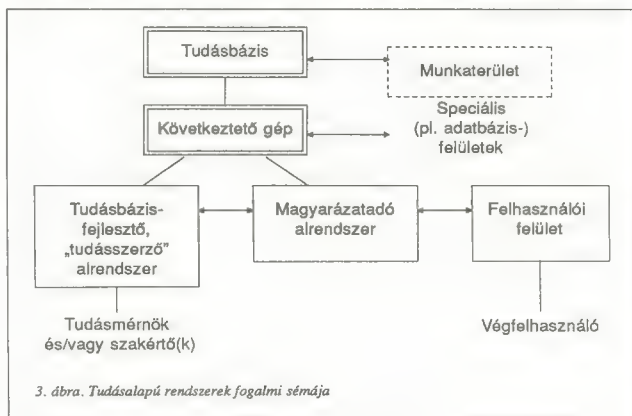 Tudásbázis
Munkaterület
Következtető gép
Speciális
(pl. adatbázis-)
felületek
Tudásbázis-
fejlesztő,
„tudásszerző”
alrendszer
Magyarázatadó
alrendszer
Felhasználói
felület
Tudásmérnök
és/vagy szakértő(k)
Végfelhasználó
3. ábra. Tudásalapú rendszerek fogalmi sémája